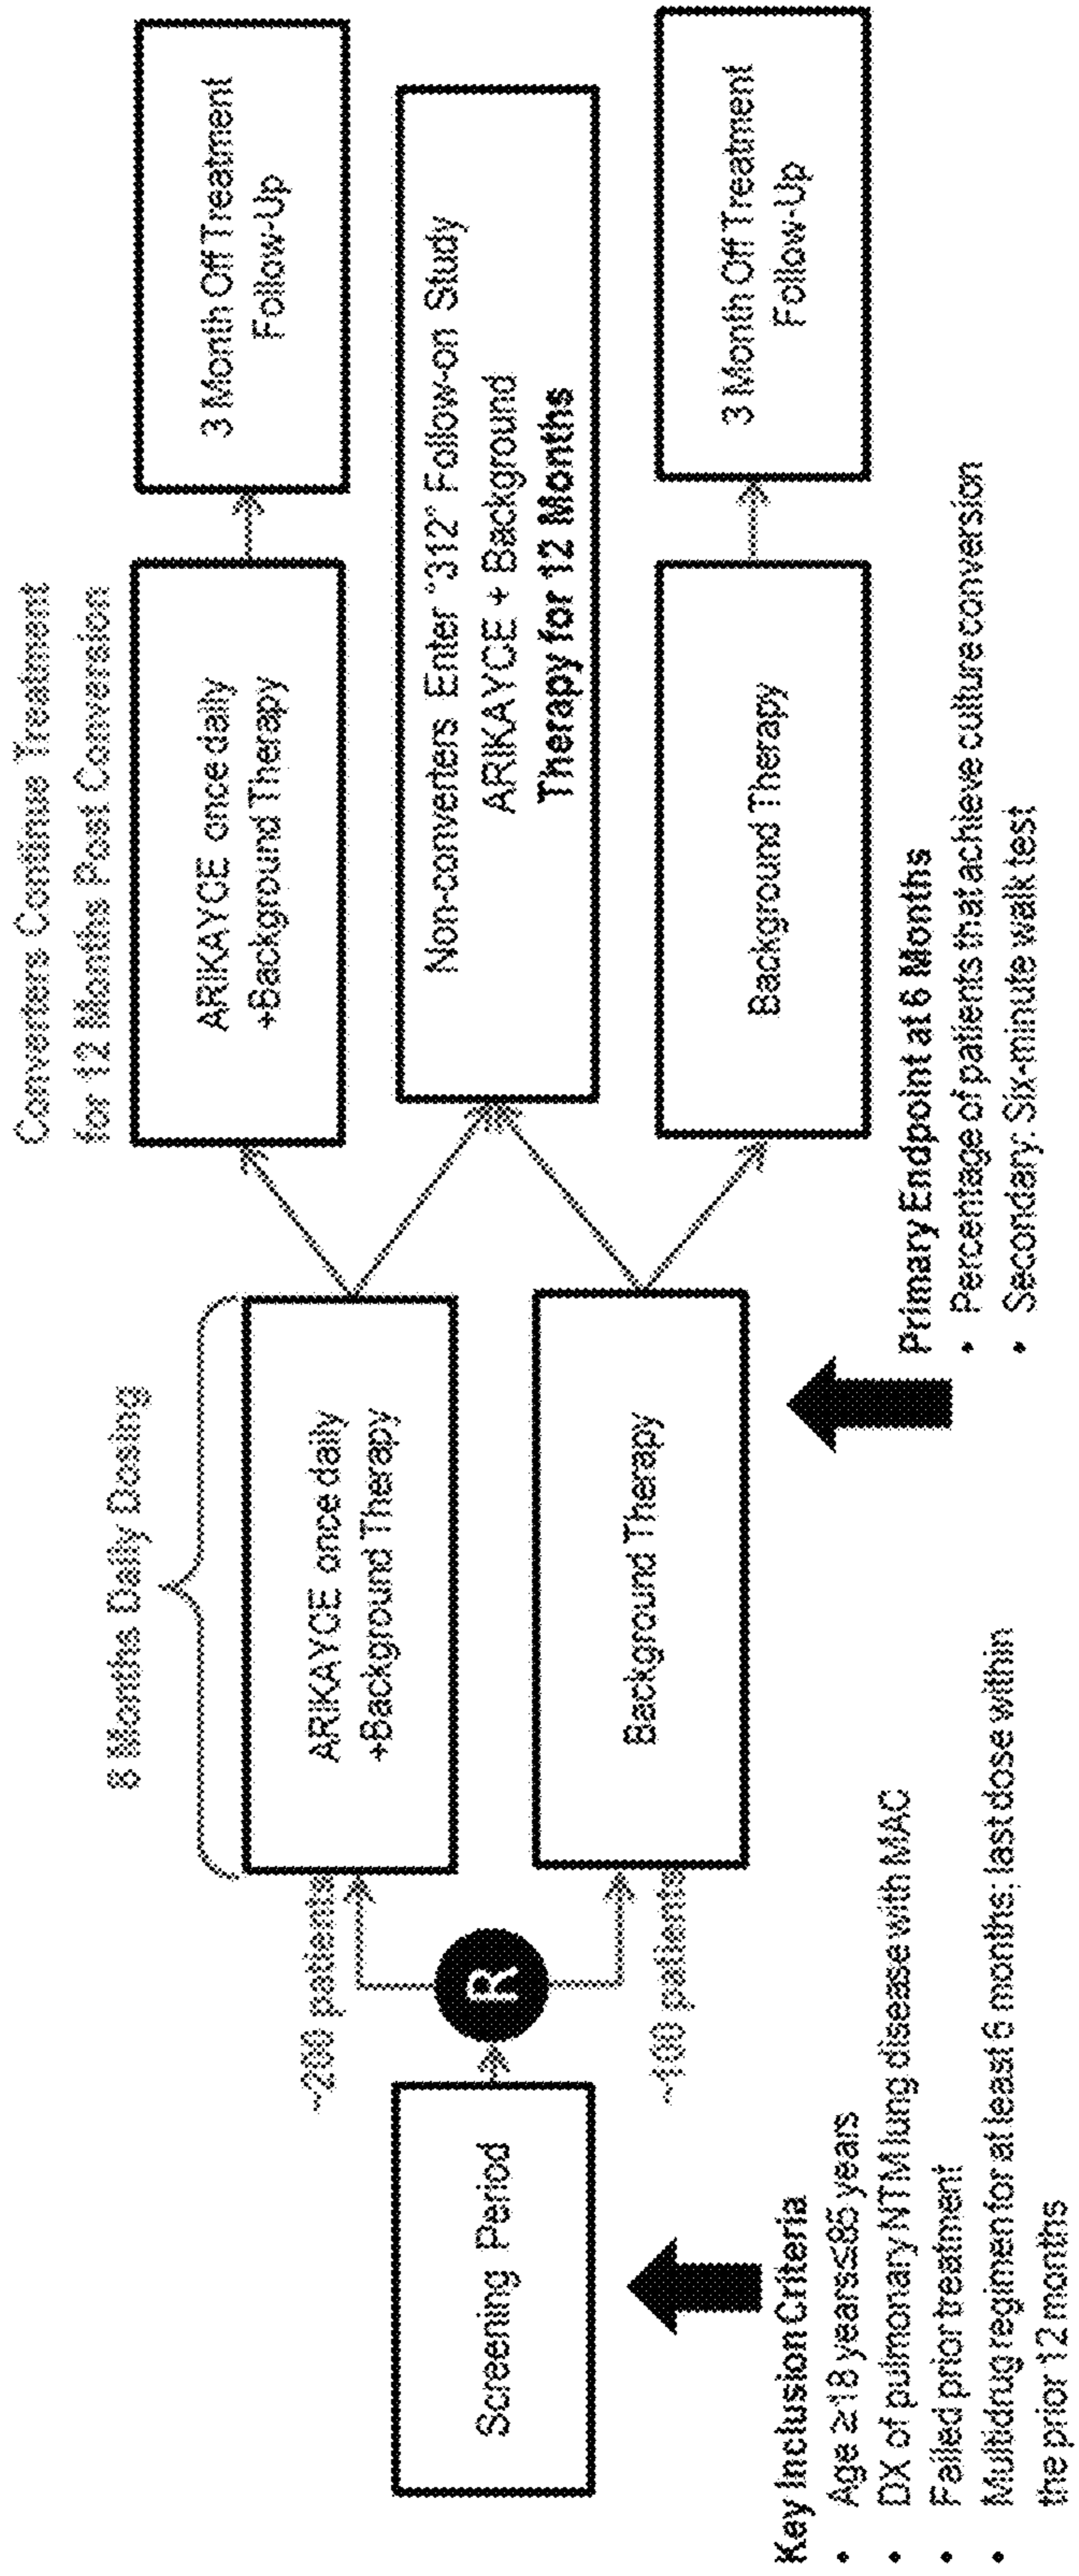 Converters Continue Treatment
for 12 Months Post Conversion
8 Months Daily Dosing
~200 patients
ARIKAYCE once daily
+Background Therapy
ARIKAYCE once daily
+Background Therapy
3 Month Off Treatment
Follow-Up
Screening Period
R
Non-converters Enter "312" Follow-on Study
ARIKAYCE + Background
Therapy for 12 Months
~100 patients
Background Therapy
Background Therapy
3 Month Off Treatment
Follow-Up
Key Inclusion Criteria
• Age ≥18 years≤85 years
• DX of pulmonary NTM lung disease with MAC
• Failed prior treatment
• Multidrug regimen for at least 6 months; last dose within
the prior 12 months
Primary Endpoint at 6 Months
• Percentage of patients that achieve culture conversion
• Secondary: Six-minute walk test